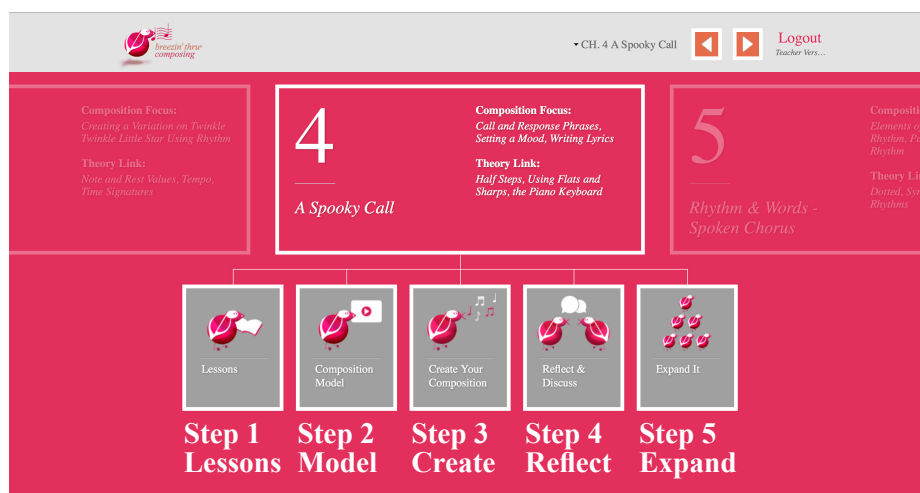 breezin' thru
composing
CH. 4 A Spooky Call
Logout
Teacher Vers...
Composition Focus:
Creating a Variation on Twinkle
Twinkle Little Star Using Rhythm
Theory Link:
Note and Rest Values, Tempo,
Time Signatures
4
A Spooky Call
Composition Focus:
Call and Response Phrases,
Setting a Mood, Writing Lyrics
Theory Link:
Half Steps, Using Flats and
Sharps, the Piano Keyboard
5
Rhythm & Words -
Spoken Chorus
Elements
Rhythm,
Rhythm
Theory
Dotted,
Rhythms
Lessons
Composition
Model
Create Your
Composition
Reflect &
Discuss
Expand It
Step 1
Lessons
Step 2
Model
Step 3
Create
Step 4
Reflect
Step 5
Expand